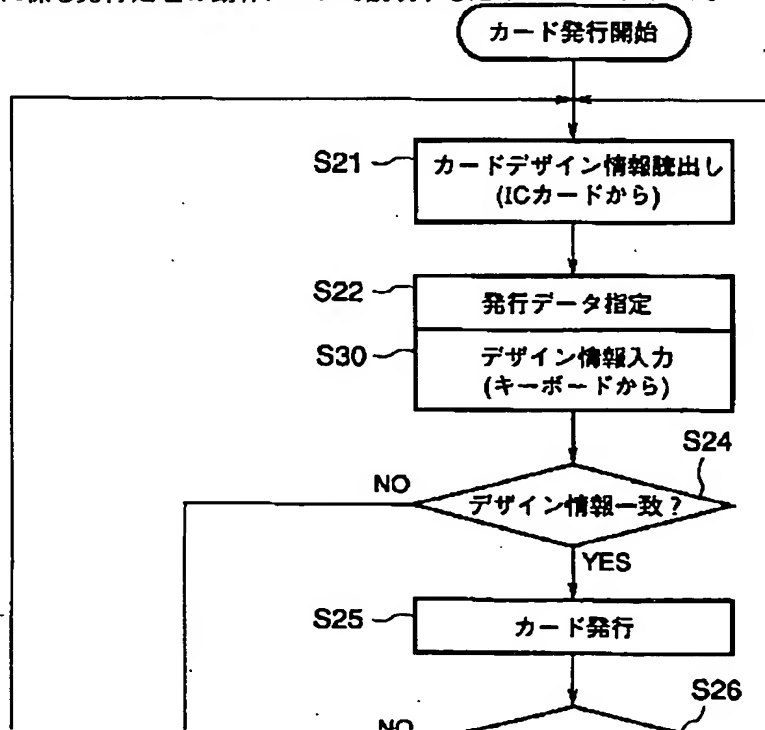 カード発行開始
S21
カードデザイン情報読出し
(ICカードから)
S22
発行データ指定
S30
デザイン情報入力
(キーボードから)
S24
NO
デザイン情報一致？
YES
S25
カード発行
S26
NO